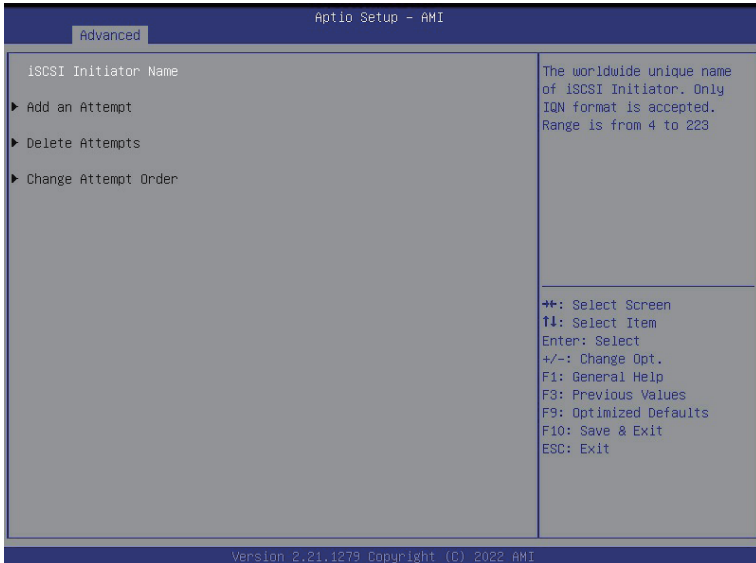 Aptio Setup - AMI
Advanced
iSCSI Initiator Name
▶ Add an Attempt
▶ Delete Attempts
▶ Change Attempt Order
The worldwide unique name
of iSCSI Initiator. Only
IQN format is accepted.
Range is from 4 to 223
→←: Select Screen
↑↓: Select Item
Enter: Select
+/-: Change Opt.
F1: General Help
F3: Previous Values
F9: Optimized Defaults
F10: Save & Exit
ESC: Exit
Version 2.21.1279 Copyright (C) 2022 AMI